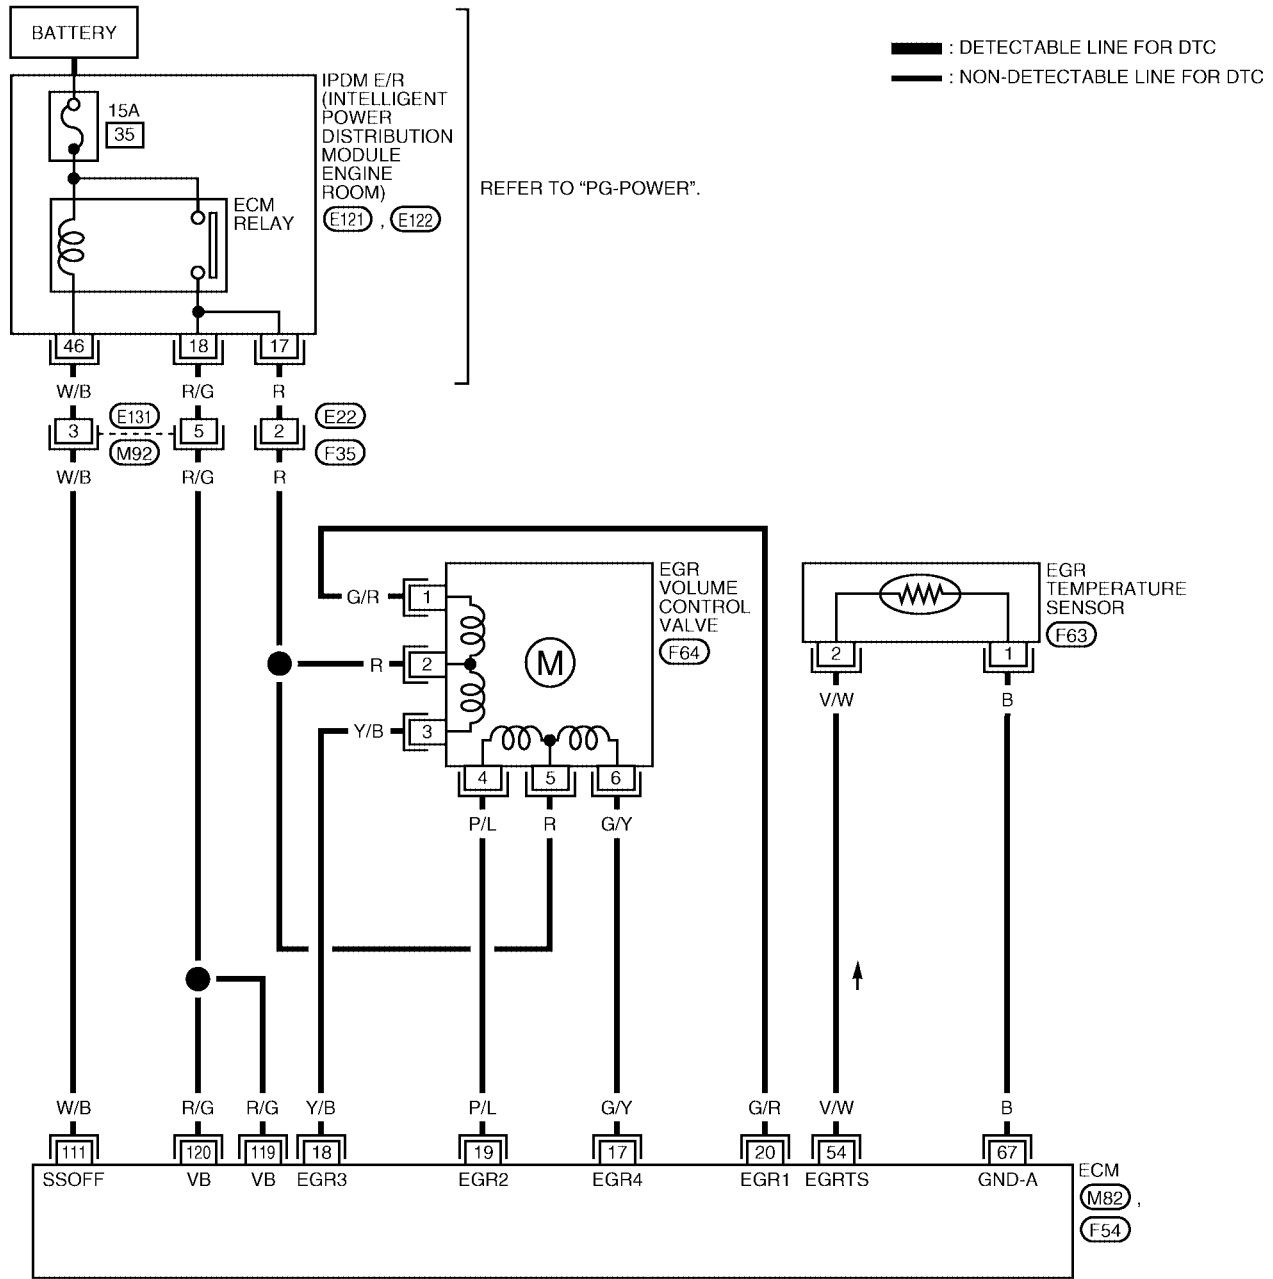 BATTERY
: DETECTABLE LINE FOR DTC
: NON-DETECTABLE LINE FOR DTC
15A
35
IPDM E/R
(INTELLIGENT
POWER
DISTRIBUTION
MODULE
ENGINE
ROOM)
E121 , E122
REFER TO “PG-POWER”.
ECM
RELAY
46 18 17
W/B R/G R
E131 E22
3 5 2
M92 F35
W/B R/G R
EGR
VOLUME
CONTROL
VALVE
F64
EGR
TEMPERATURE
SENSOR
F63
G/R 1
R 2
M
Y/B 3
2 1
V/W B
4 5 6
P/L R G/Y
W/B R/G R/G Y/B P/L G/Y G/R V/W B
111 120 119 18 19 17 20 54 67
SSOFF VB VB EGR3 EGR2 EGR4 EGR1 EGRTS GND-A
ECM
M82 ,
F54